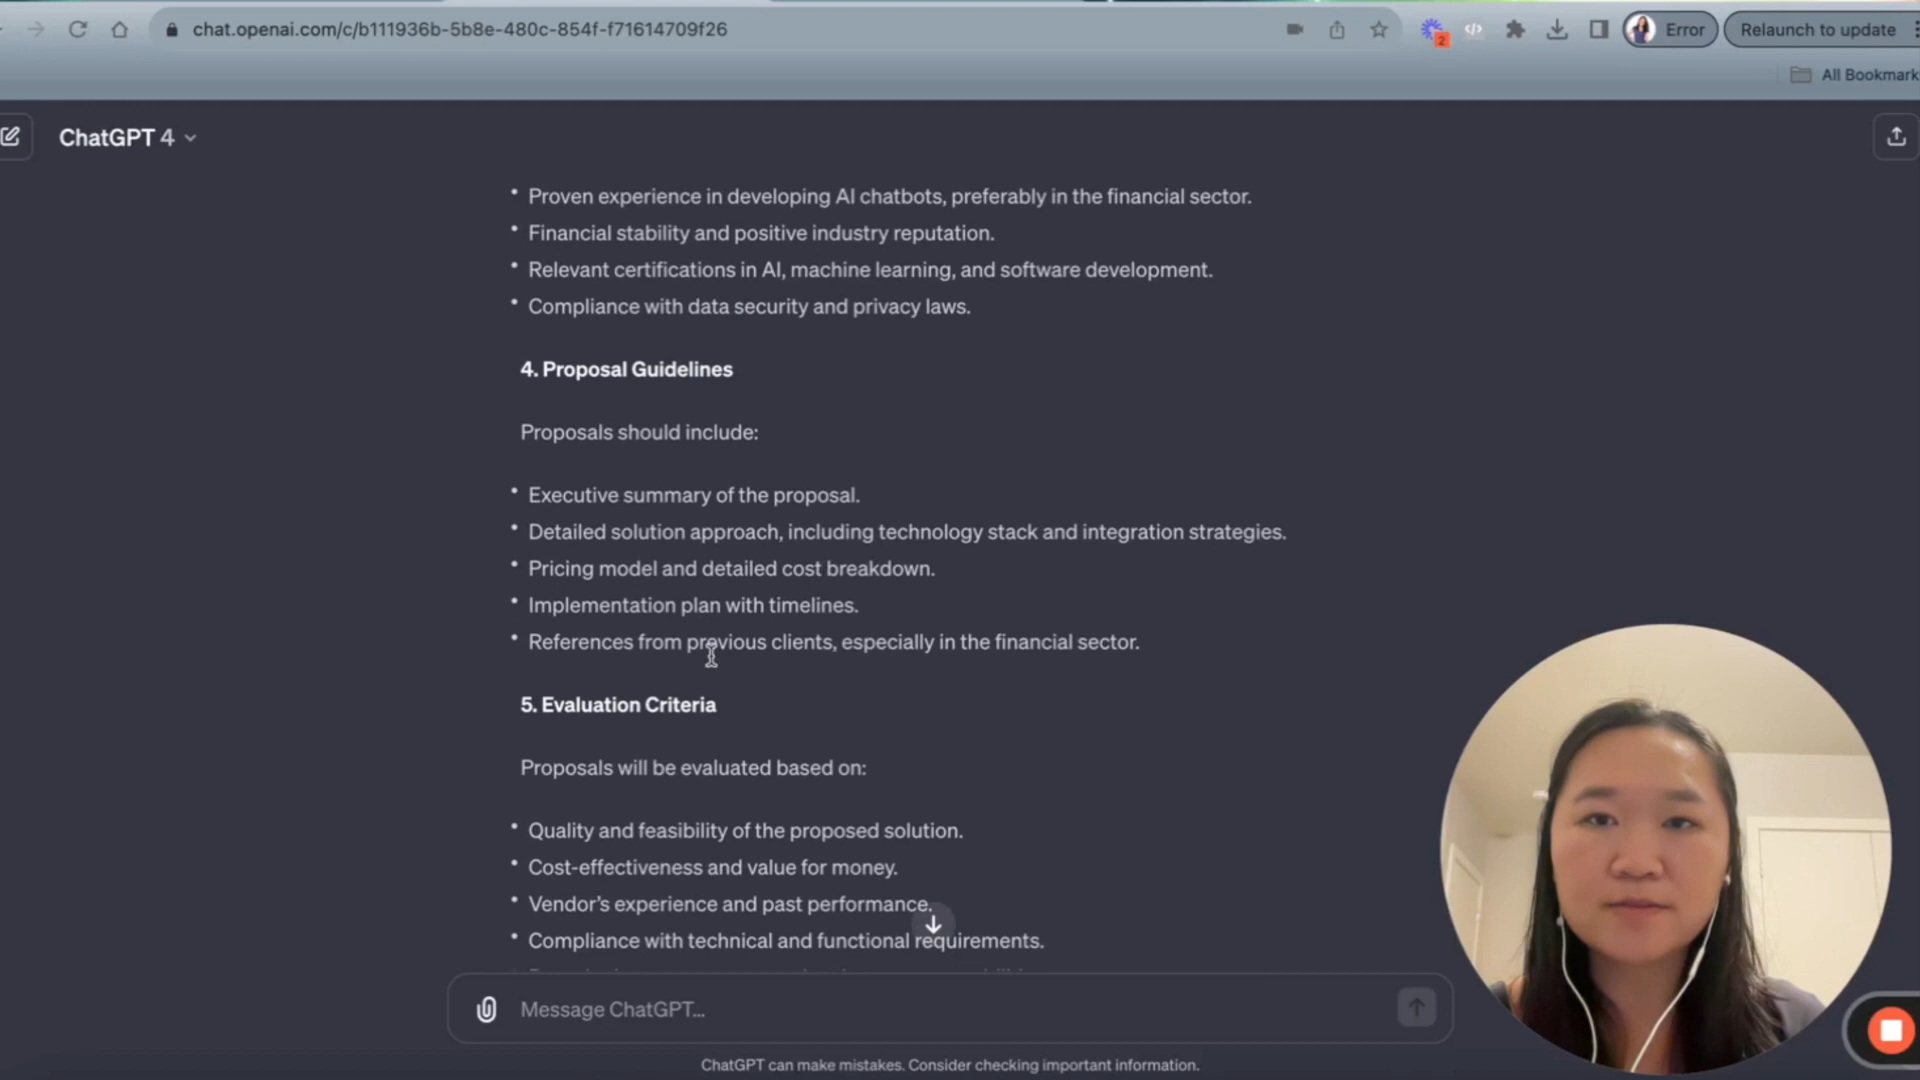 chat.openai.com/c/b111936b-5b8e-480c-854f-f71614709f26
2
Error
Relaunch to update
All Bookmark
ChatGPT 4
• Proven experience in developing AI chatbots, preferably in the financial sector.
• Financial stability and positive industry reputation.
• Relevant certifications in AI, machine learning, and software development.
• Compliance with data security and privacy laws.
4. Proposal Guidelines
Proposals should include:
• Executive summary of the proposal.
• Detailed solution approach, including technology stack and integration strategies.
• Pricing model and detailed cost breakdown.
• Implementation plan with timelines.
• References from previous clients, especially in the financial sector.
5. Evaluation Criteria
Proposals will be evaluated based on:
• Quality and feasibility of the proposed solution.
• Cost-effectiveness and value for money.
• Vendor’s experience and past performance.
• Compliance with technical and functional requirements.
Message ChatGPT...
ChatGPT can make mistakes. Consider checking important information.